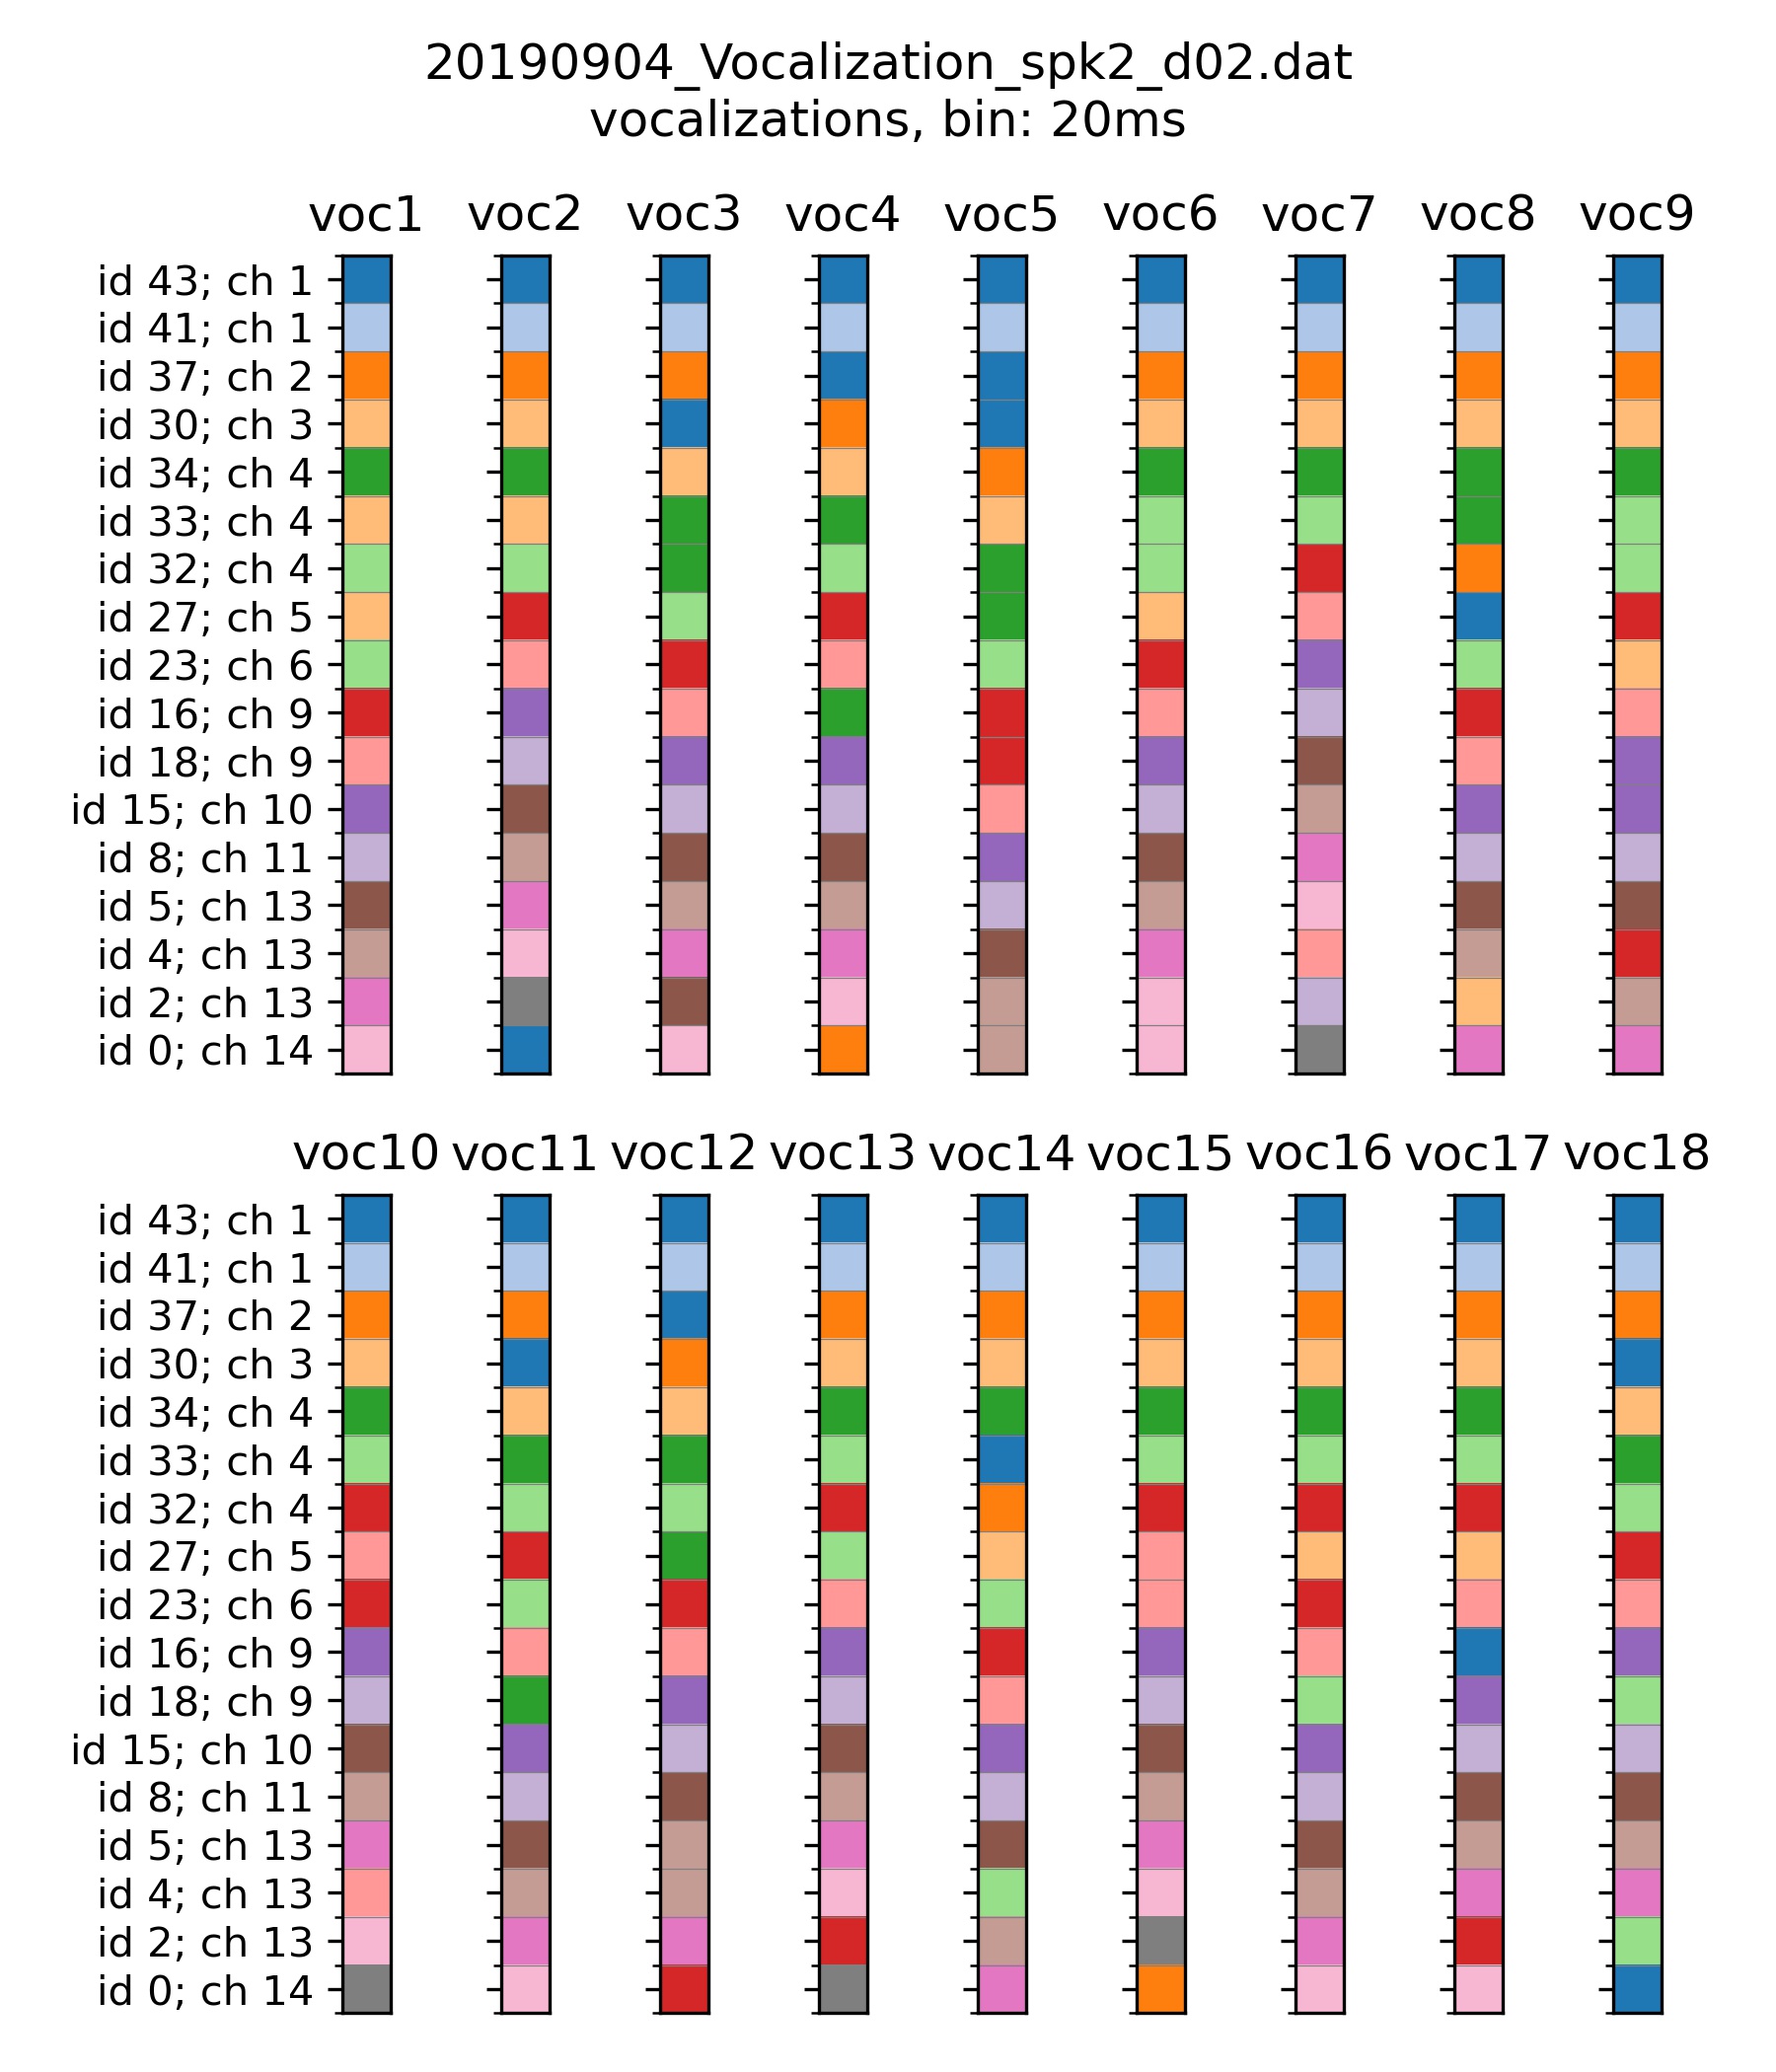 20190904_Vocalization_spk2_d02.dat
vocalizations, bin: 20ms
voc1 voc2 voc3 voc4 voc5 voc6 voc7 voc8 voc9
id 43; ch 1
id 41; ch 1
id 37; ch 2
id 30; ch 3
id 34; ch 4
id 33; ch 4
id 32; ch 4
id 27; ch 5
id 23; ch 6
id 16; ch 9
id 18; ch 9
id 15; ch 10
id 8; ch 11
id 5; ch 13
id 4; ch 13
id 2; ch 13
id 0; ch 14
voc10 voc11 voc12 voc13 voc14 voc15 voc16 voc17 voc18
id 43; ch 1
id 41; ch 1
id 37; ch 2
id 30; ch 3
id 34; ch 4
id 33; ch 4
id 32; ch 4
id 27; ch 5
id 23; ch 6
id 16; ch 9
id 18; ch 9
id 15; ch 10
id 8; ch 11
id 5; ch 13
id 4; ch 13
id 2; ch 13
id 0; ch 14